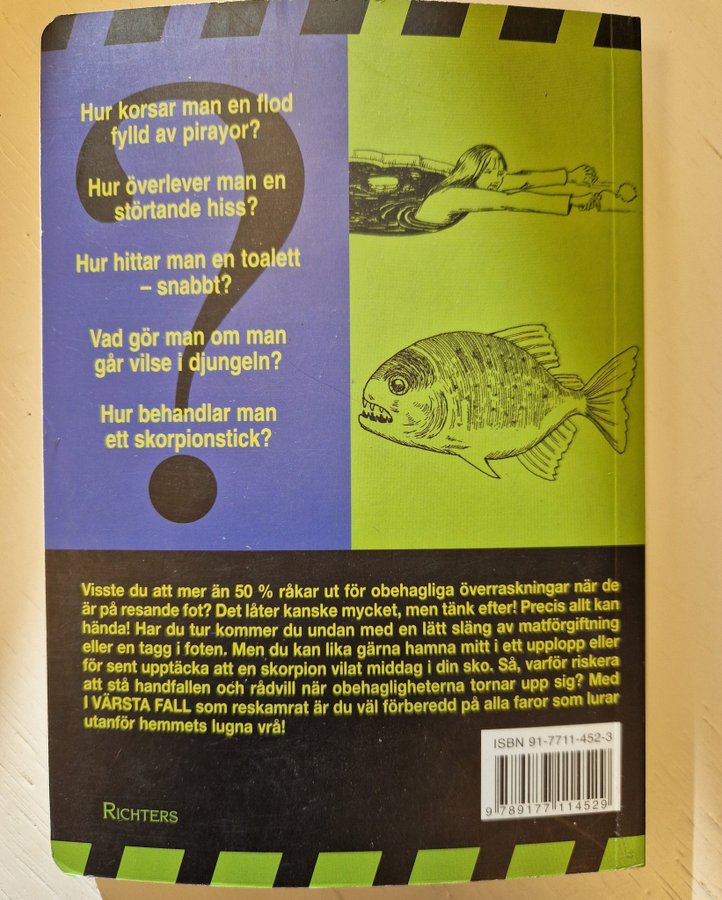 Hur korsar man en flod
fylld av pirayor?
Hur överlever man en
störtande hiss?
Hur hittar man en toalett
– snabbt?
Vad gör man om man
går vilse i djungeln?
Hur behandlar man
ett skorpionstick?
Visste du att mer än 50 % råkar ut för obehagliga överraskningar när de
är på resande fot? Det låter kanske mycket, men tänk efter! Precis allt kan
hända! Har du tur kommer du undan med en lätt släng av matförgiftning
eller en tagg i foten. Men du kan lika gärna hamna mitt i ett upplopp eller
för sent upptäcka att en skorpion vilat middag i din sko. Så, varför riskera
att stå handfallen och rådvill när obehagligheterna tornar upp sig? Med
I VÄRSTA FALL som reskamrat är du väl förberedd på alla faror som lurar
utanför hemmets lugna vrå!
ISBN 91-7711-452-3
9 789177 114529
RICHTERS